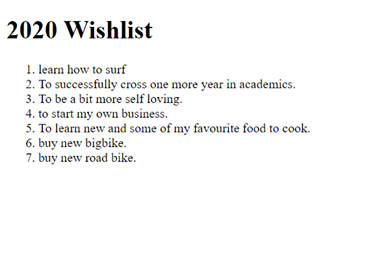 2020 Wishlist
1. learn how to surf
2. To successfully cross one more year in academics.
3. To be a bit more self loving.
4. to start my own business.
5. To learn new and some of my favourite food to cook.
6. buy new bigbike.
7. buy new road bike.